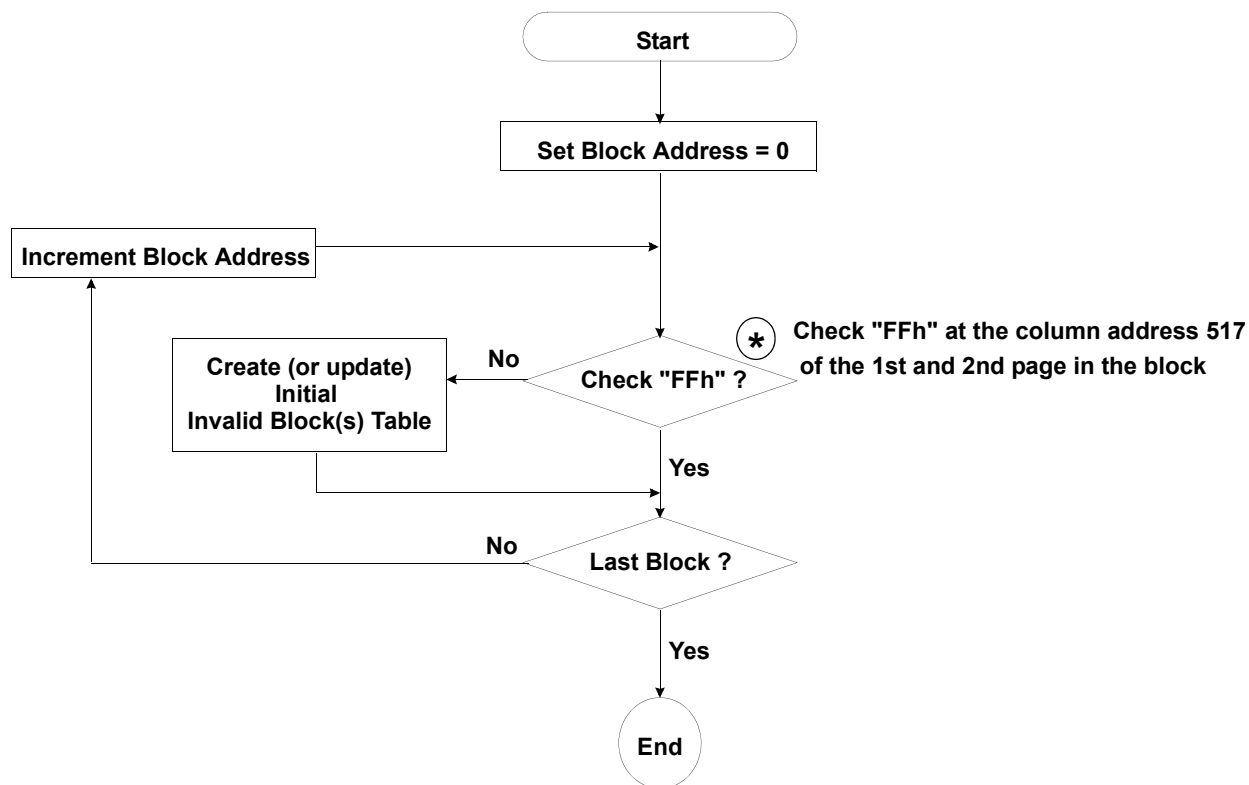 Start
Set Block Address = 0
Increment Block Address
* Check "FFh" at the column address 517
of the 1st and 2nd page in the block
No
Check "FFh" ?
Create (or update)
Initial
Invalid Block(s) Table
Yes
No
Last Block ?
Yes
End